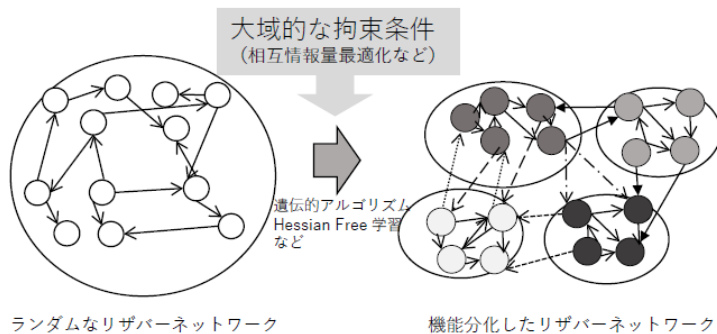 大域的な拘束条件
（相互情報量最適化など）
遺伝的アルゴリズム
Hessian Free 学習
など
ランダムなリザバーネットワーク
機能分化したリザバーネットワーク